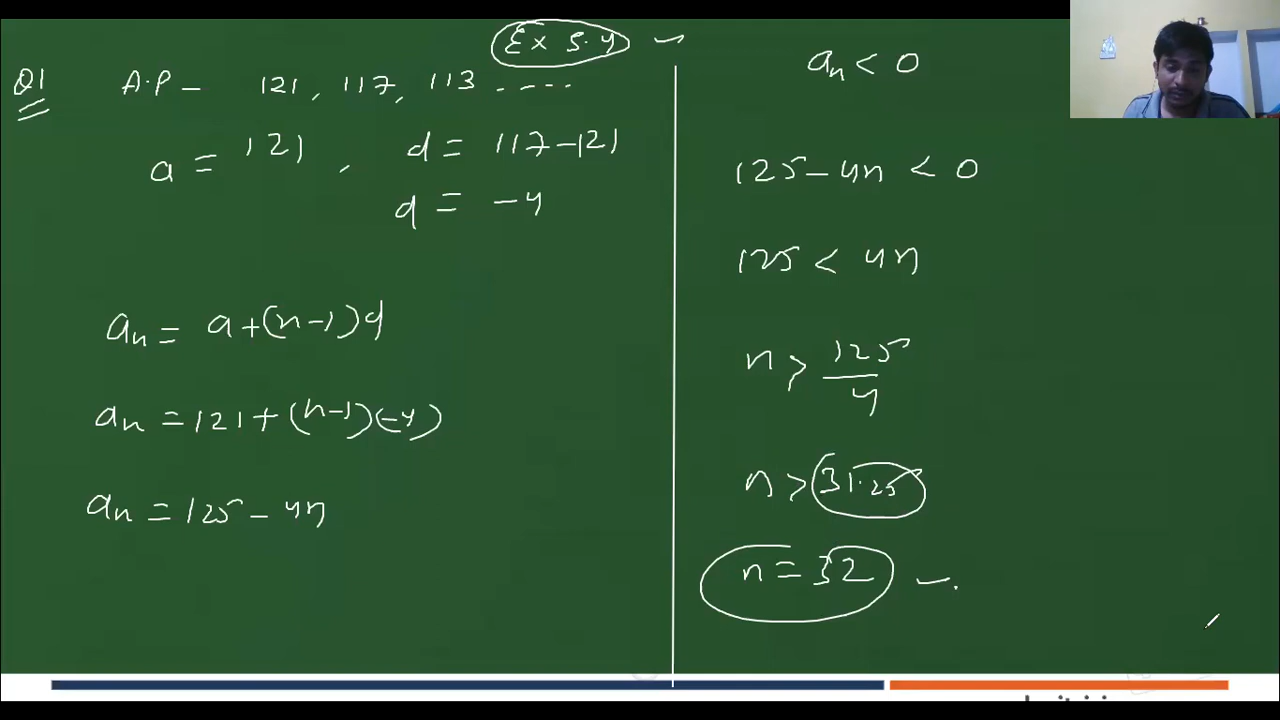 Ex 5.4
Q1 A.P - 121, 117, 113 .....
a = 121, d = 117-121
d = -4
an = a+(n-1)d
an = 121+(n-1)(-4)
an = 125 - 4n
an < 0
125 - 4n < 0
125 < 4n
n > 125/4
n > 31.25
n = 32